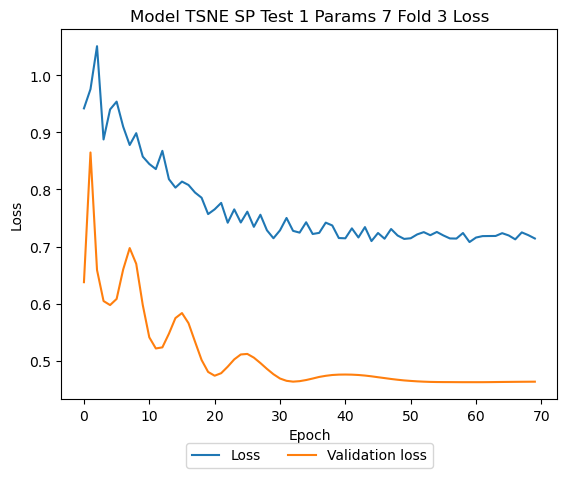 Model TSNE SP Test 1 Params 7 Fold 3 Loss
1.0
0.9
0.8
0.7
0.6
0.5
Loss
0 10 20 30 40 50 60 70
Epoch
Loss Validation loss